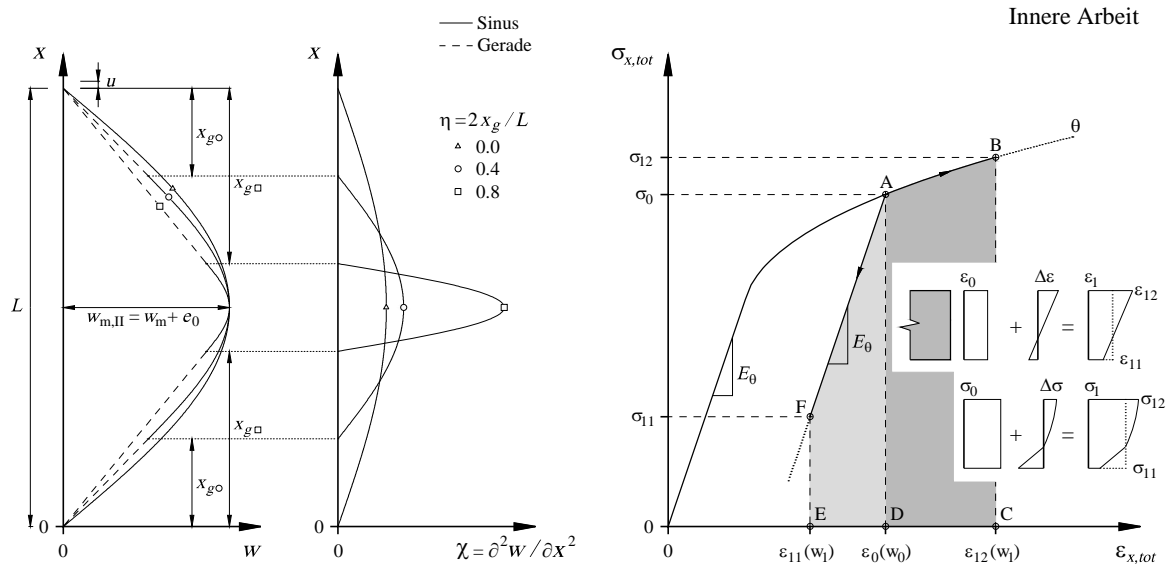 Innere Arbeit
x
u
Sinus
Gerade
x
η = 2 x_g / L
0.0
0.4
0.8
x_g○
x_g□
L
w_m,II = w_m + e_0
x_g□
x_g○
0
0
w
0
0
χ = ∂²w / ∂x²
σ_x,tot
θ
B
σ_12
A
σ_0
E_θ
E_θ
F
σ_11
ε_0
Δε
ε_1
ε_12
+
=
ε_11
σ_0
Δσ
σ_1
σ_12
+
=
σ_11
0
E
D
C
0
ε_11(w_1)
ε_0(w_0)
ε_12(w_1)
ε_x,tot